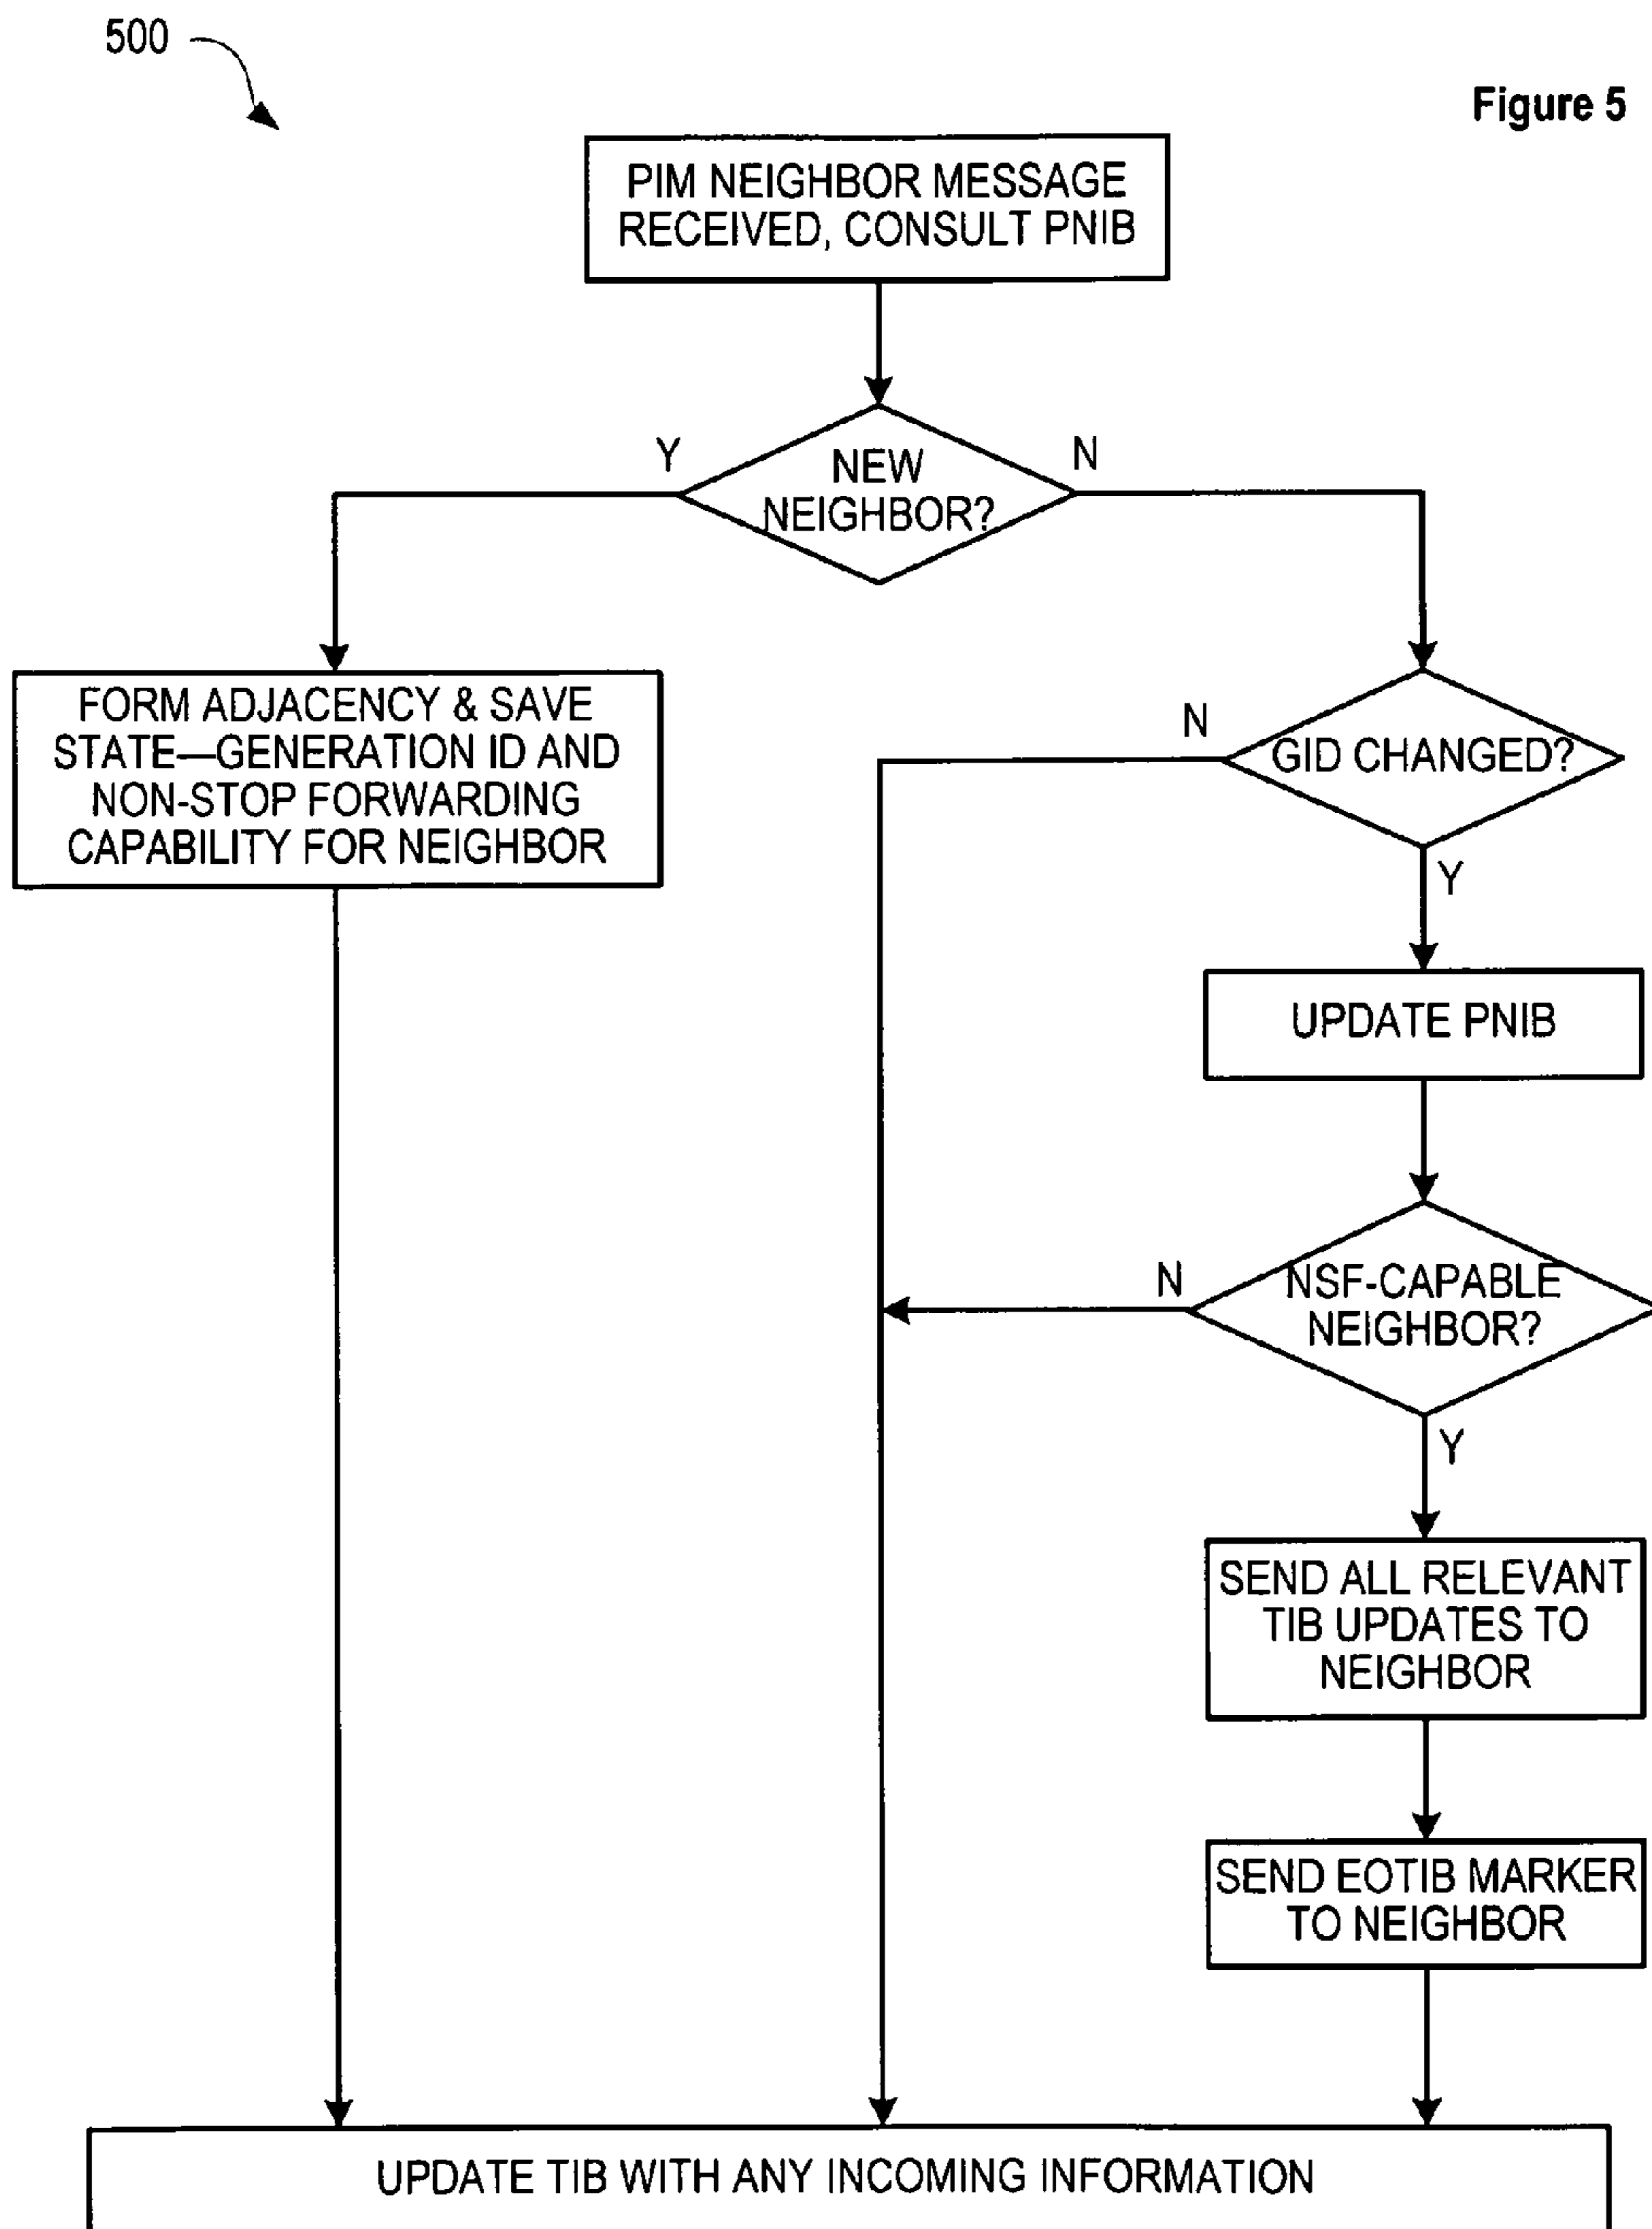 500
Figure 5
PIM NEIGHBOR MESSAGE
RECEIVED, CONSULT PNIB
Y
N
NEW
NEIGHBOR?
FORM ADJACENCY & SAVE
STATE—GENERATION ID AND
NON-STOP FORWARDING
CAPABILITY FOR NEIGHBOR
N
GID CHANGED?
Y
UPDATE PNIB
N
NSF-CAPABLE
NEIGHBOR?
Y
SEND ALL RELEVANT
TIB UPDATES TO
NEIGHBOR
SEND EOTIB MARKER
TO NEIGHBOR
UPDATE TIB WITH ANY INCOMING INFORMATION